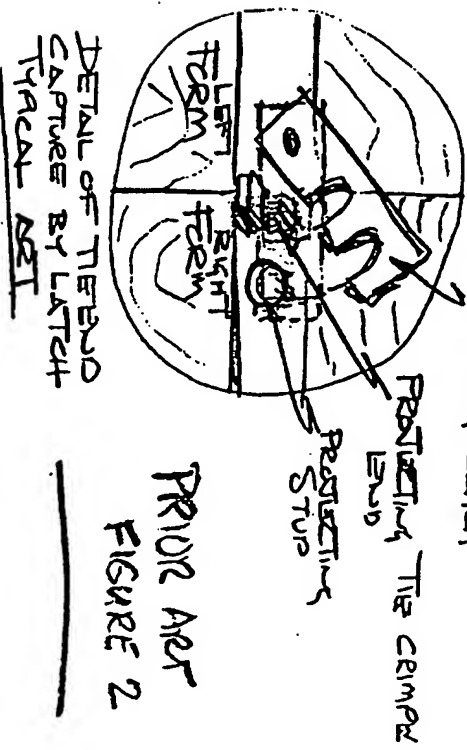 PROJECTING TIE
END
PROJECTING
STUD
LEFT
FORM
RIGHT
FORM
DETAIL OF TIE END
CAPTURE BY LATCH
TYPICAL ART
PRIOR ART
FIGURE 2